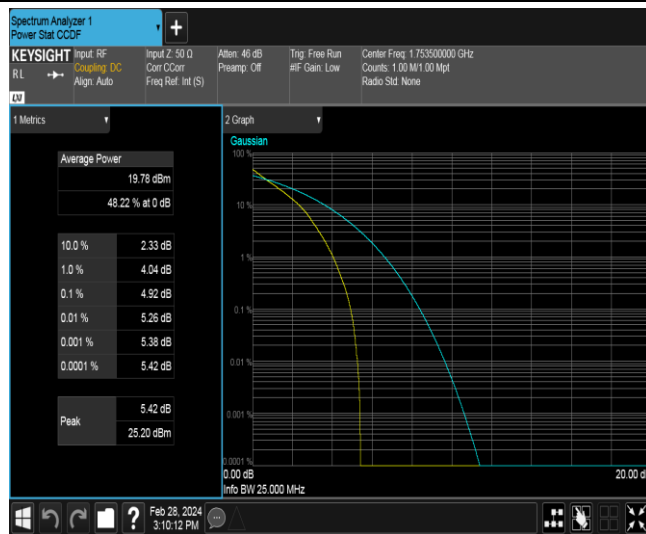 Spectrum Analyzer 1
Power Stat CCDF
+
KEYSIGHT
RL
LXI
Input: RF
Coupling: DC
Align: Auto
Input Z: 50 Ω
Corr CCorr
Freq Ref: Int (S)
Atten: 46 dB
Preamp: Off
Trig: Free Run
#IF Gain: Low
Center Freq: 1.753500000 GHz
Counts: 1.00 M/1.00 Mpt
Radio Std: None
1 Metrics
Average Power
19.78 dBm
48.22 % at 0 dB
10.0 % 2.33 dB
1.0 % 4.04 dB
0.1 % 4.92 dB
0.01 % 5.26 dB
0.001 % 5.38 dB
0.0001 % 5.42 dB
Peak
5.42 dB
25.20 dBm
2 Graph
Gaussian
100 %
10 %
1 %
0.1 %
0.01 %
0.001 %
0.0001 %
0.00 dB
20.00 d
Info BW 25.000 MHz
?
Feb 28, 2024
3:10:12 PM